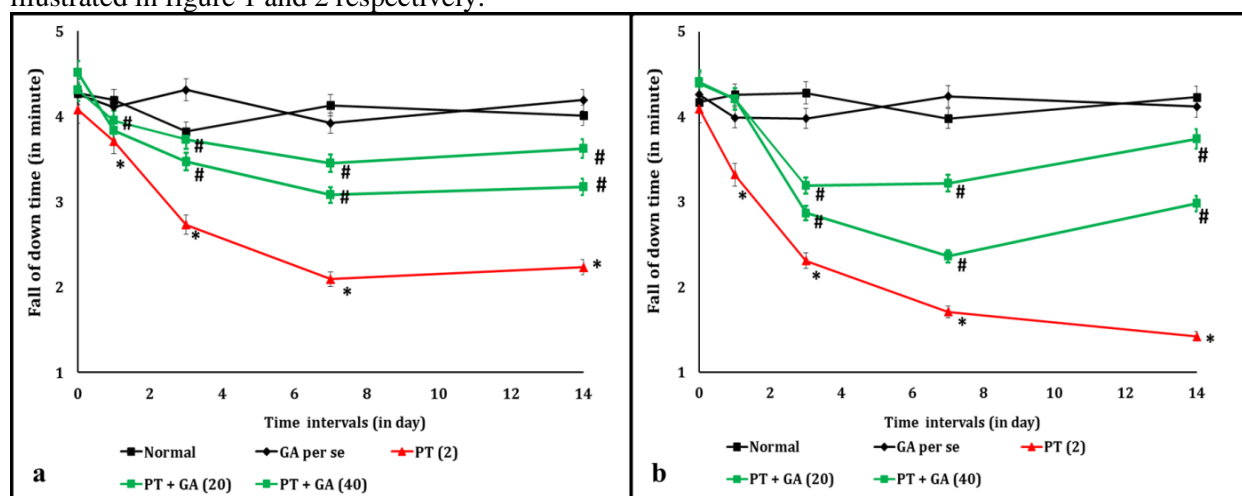 illustrated in figure 1 and 2 respectively.
5
4
3
2
1
Fall of down time (in minute)
# # # # # # #
* * * *
0 2 4 6 8 10 12 14
Time intervals (in day)
Normal GA per se PT (2)
PT + GA (20) PT + GA (40)
a
5
4
3
2
1
Fall of down time (in minute)
# # # # # #
* * * *
0 2 4 6 8 10 12 14
Time intervals (in day)
Normal GA per se PT (2)
PT + GA (20) PT + GA (40)
b